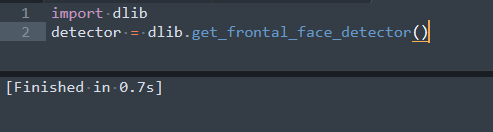 1 import dlib
2 detector = dlib.get_frontal_face_detector()
[Finished in 0.7s]